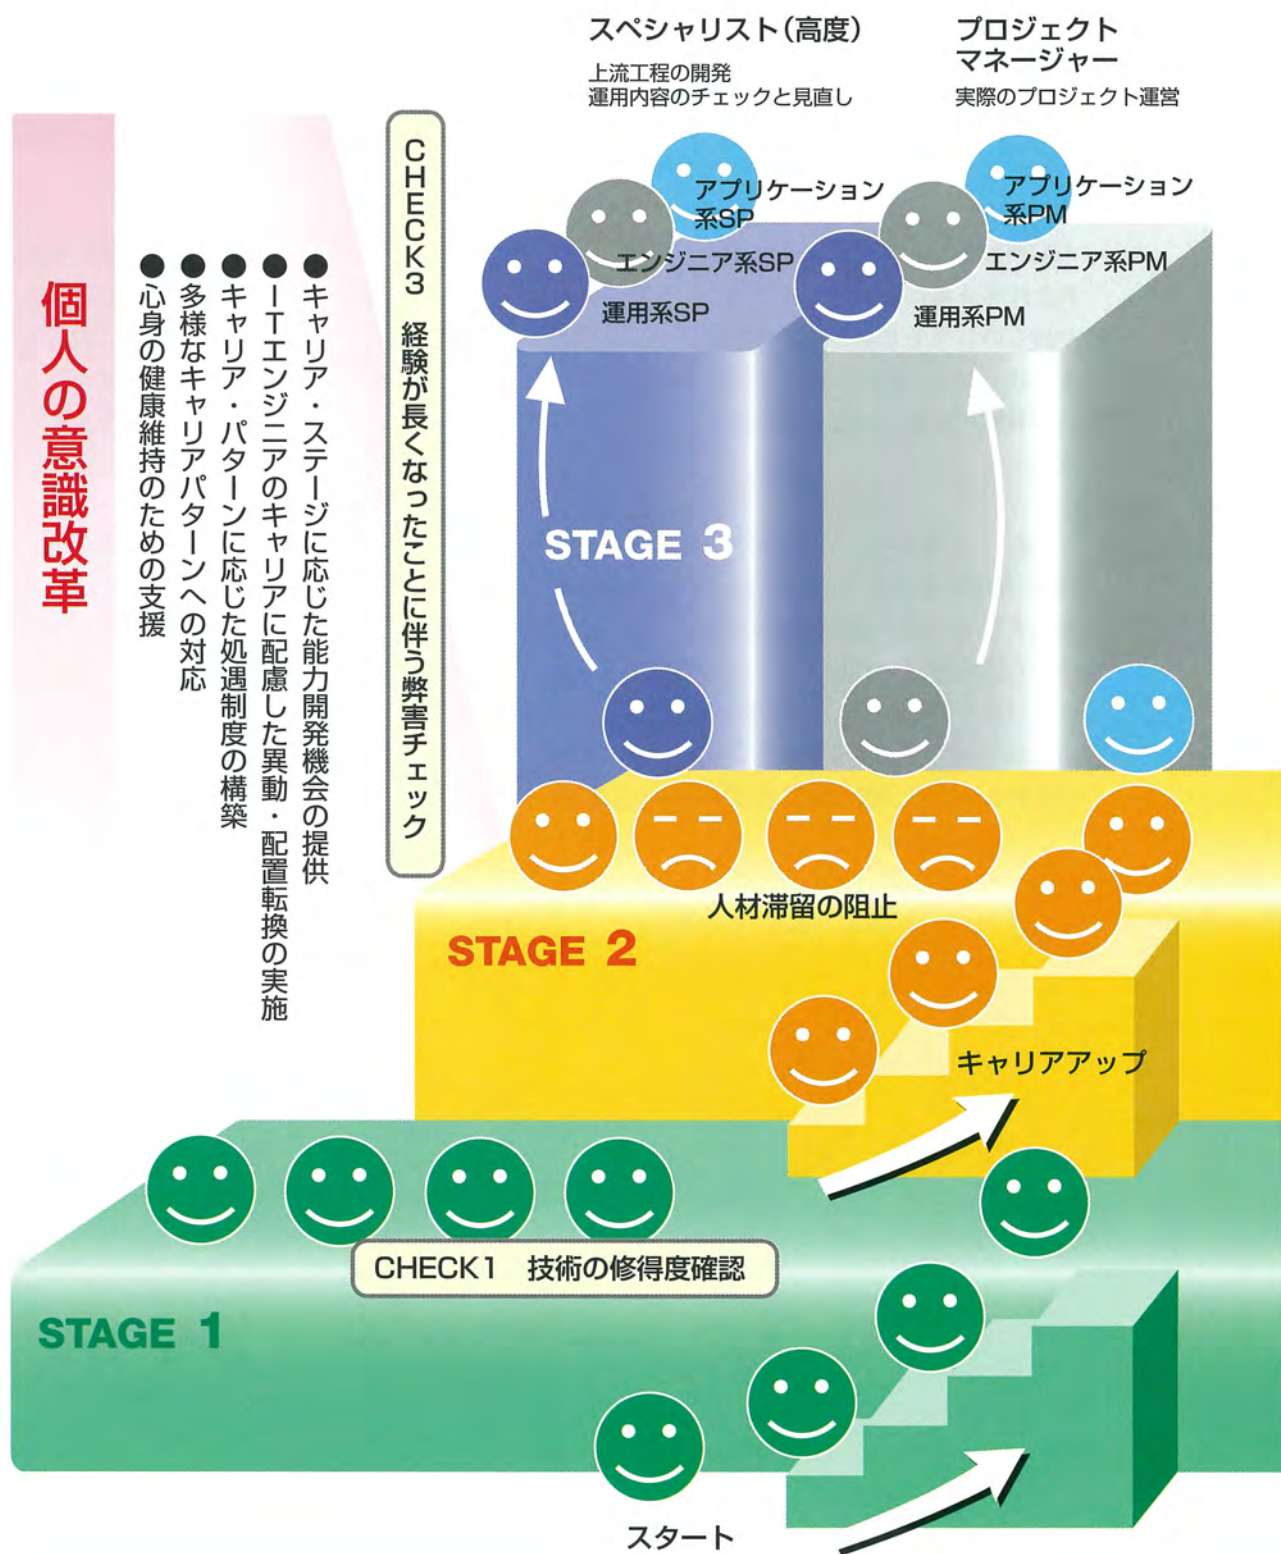 スペシャリスト(高度)
上流工程の開発
運用内容のチェックと見直し
プロジェクト
マネージャー
実際のプロジェクト運営
個人の意識改革
●キャリア・ステージに応じた能力開発機会の提供
●ITエンジニアのキャリアに配慮した異動・配置転換の実施
●キャリア・パターンに応じた処遇制度の構築
●多様なキャリアパターンへの対応
●心身の健康維持のための支援
CHECK3 経験が長くなったことに伴う弊害チェック
アプリケーション
系SP
エンジニア系SP
運用系SP
アプリケーション
系PM
エンジニア系PM
運用系PM
STAGE 3
人材滞留の阻止
STAGE 2
キャリアアップ
CHECK1 技術の修得度確認
STAGE 1
スタート